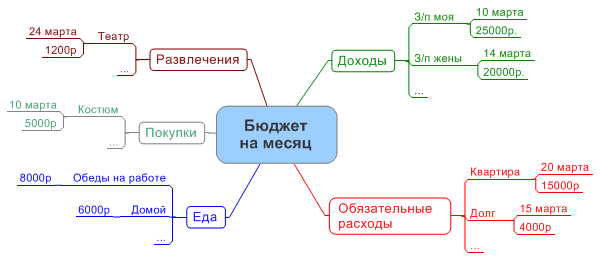 Бюджет
на месяц
Доходы
З/п моя
10 марта
25000р.
З/п жены
14 марта
20000р.
...
Обязательные
расходы
Квартира
20 марта
15000р
Долг
15 марта
4000р
...
Развлечения
Театр
24 марта
1200р
...
Покупки
Костюм
10 марта
5000р
...
Еда
Обеды на работе
8000р
Домой
6000р
...